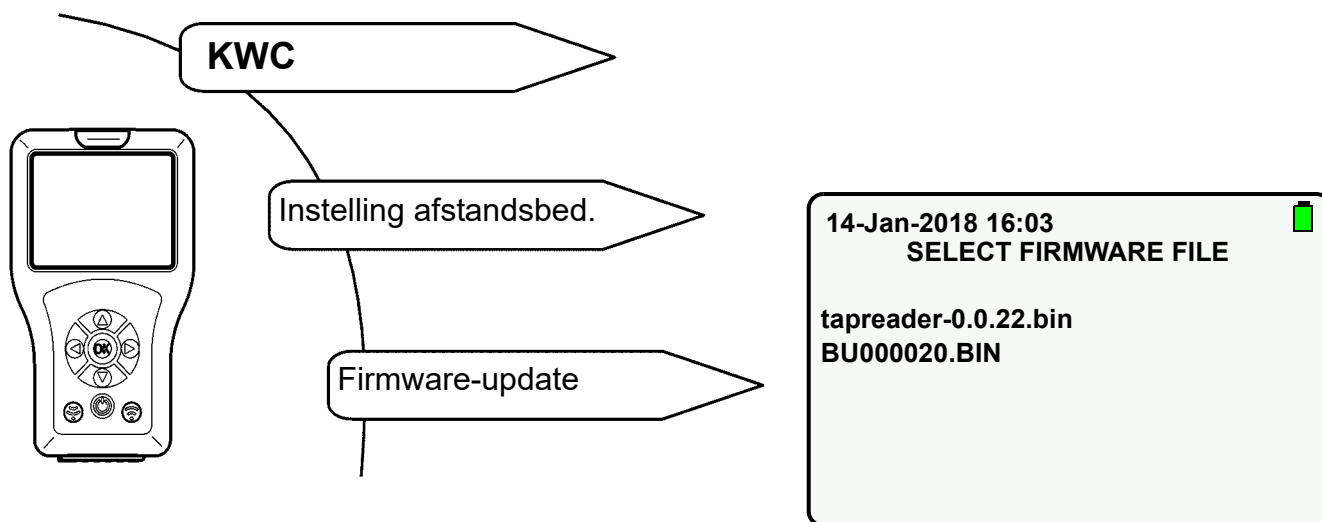 KWC
Instelling afstandsbed.
Firmware-update
14-Jan-2018 16:03
SELECT FIRMWARE FILE
tapreader-0.0.22.bin
BU000020.BIN
OK